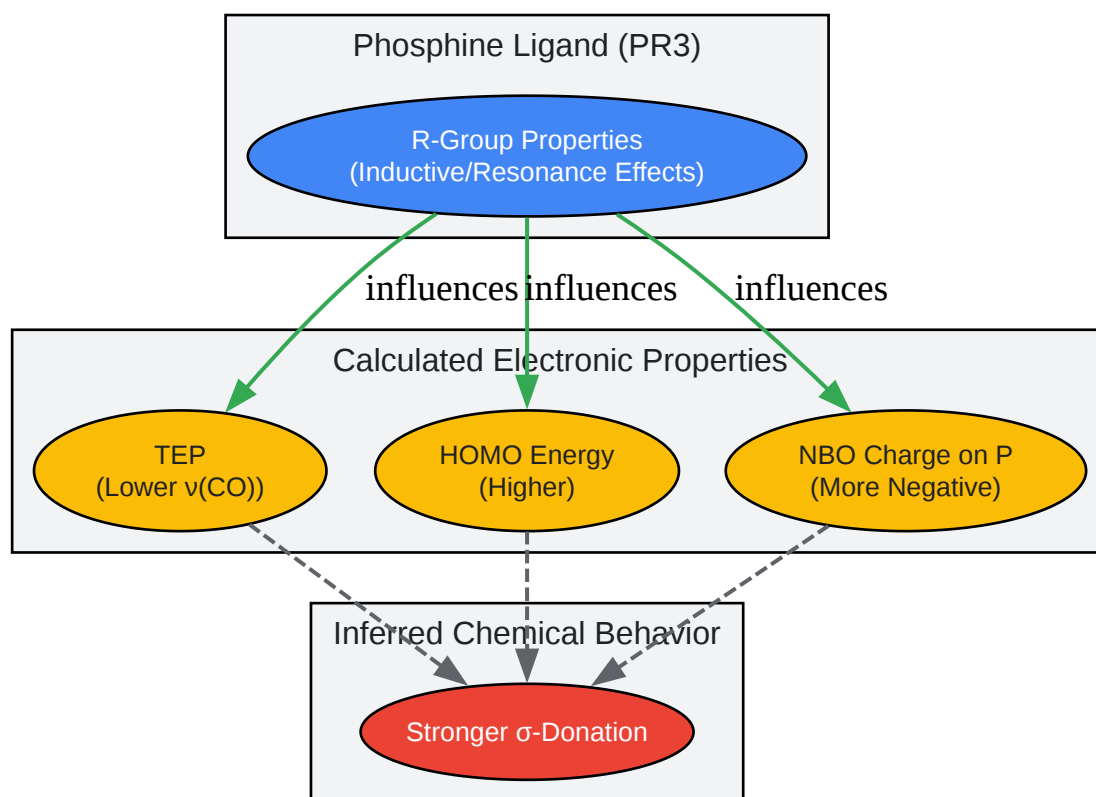 Phosphine Ligand (PR3)
R-Group Properties
(Inductive/Resonance Effects)
influences
influences
influences
Calculated Electronic Properties
TEP
(Lower ν(CO))
HOMO Energy
(Higher)
NBO Charge on P
(More Negative)
Inferred Chemical Behavior
Stronger σ-Donation